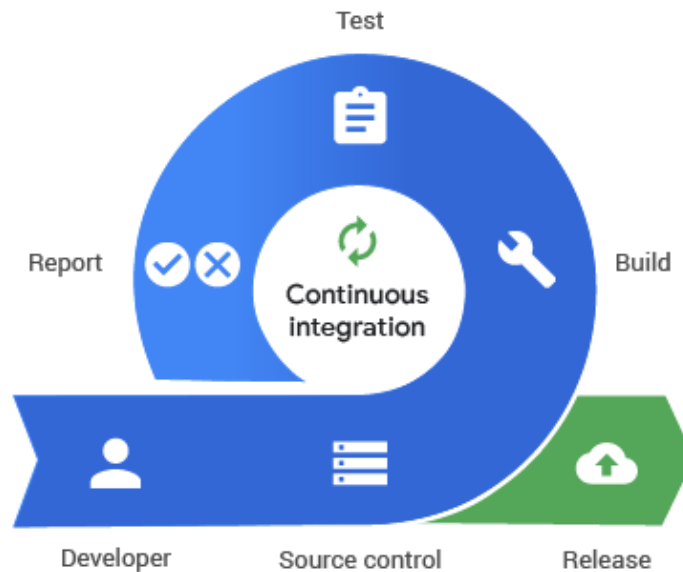 Test
Report
Build
Continuous
integration
Developer
Source control
Release